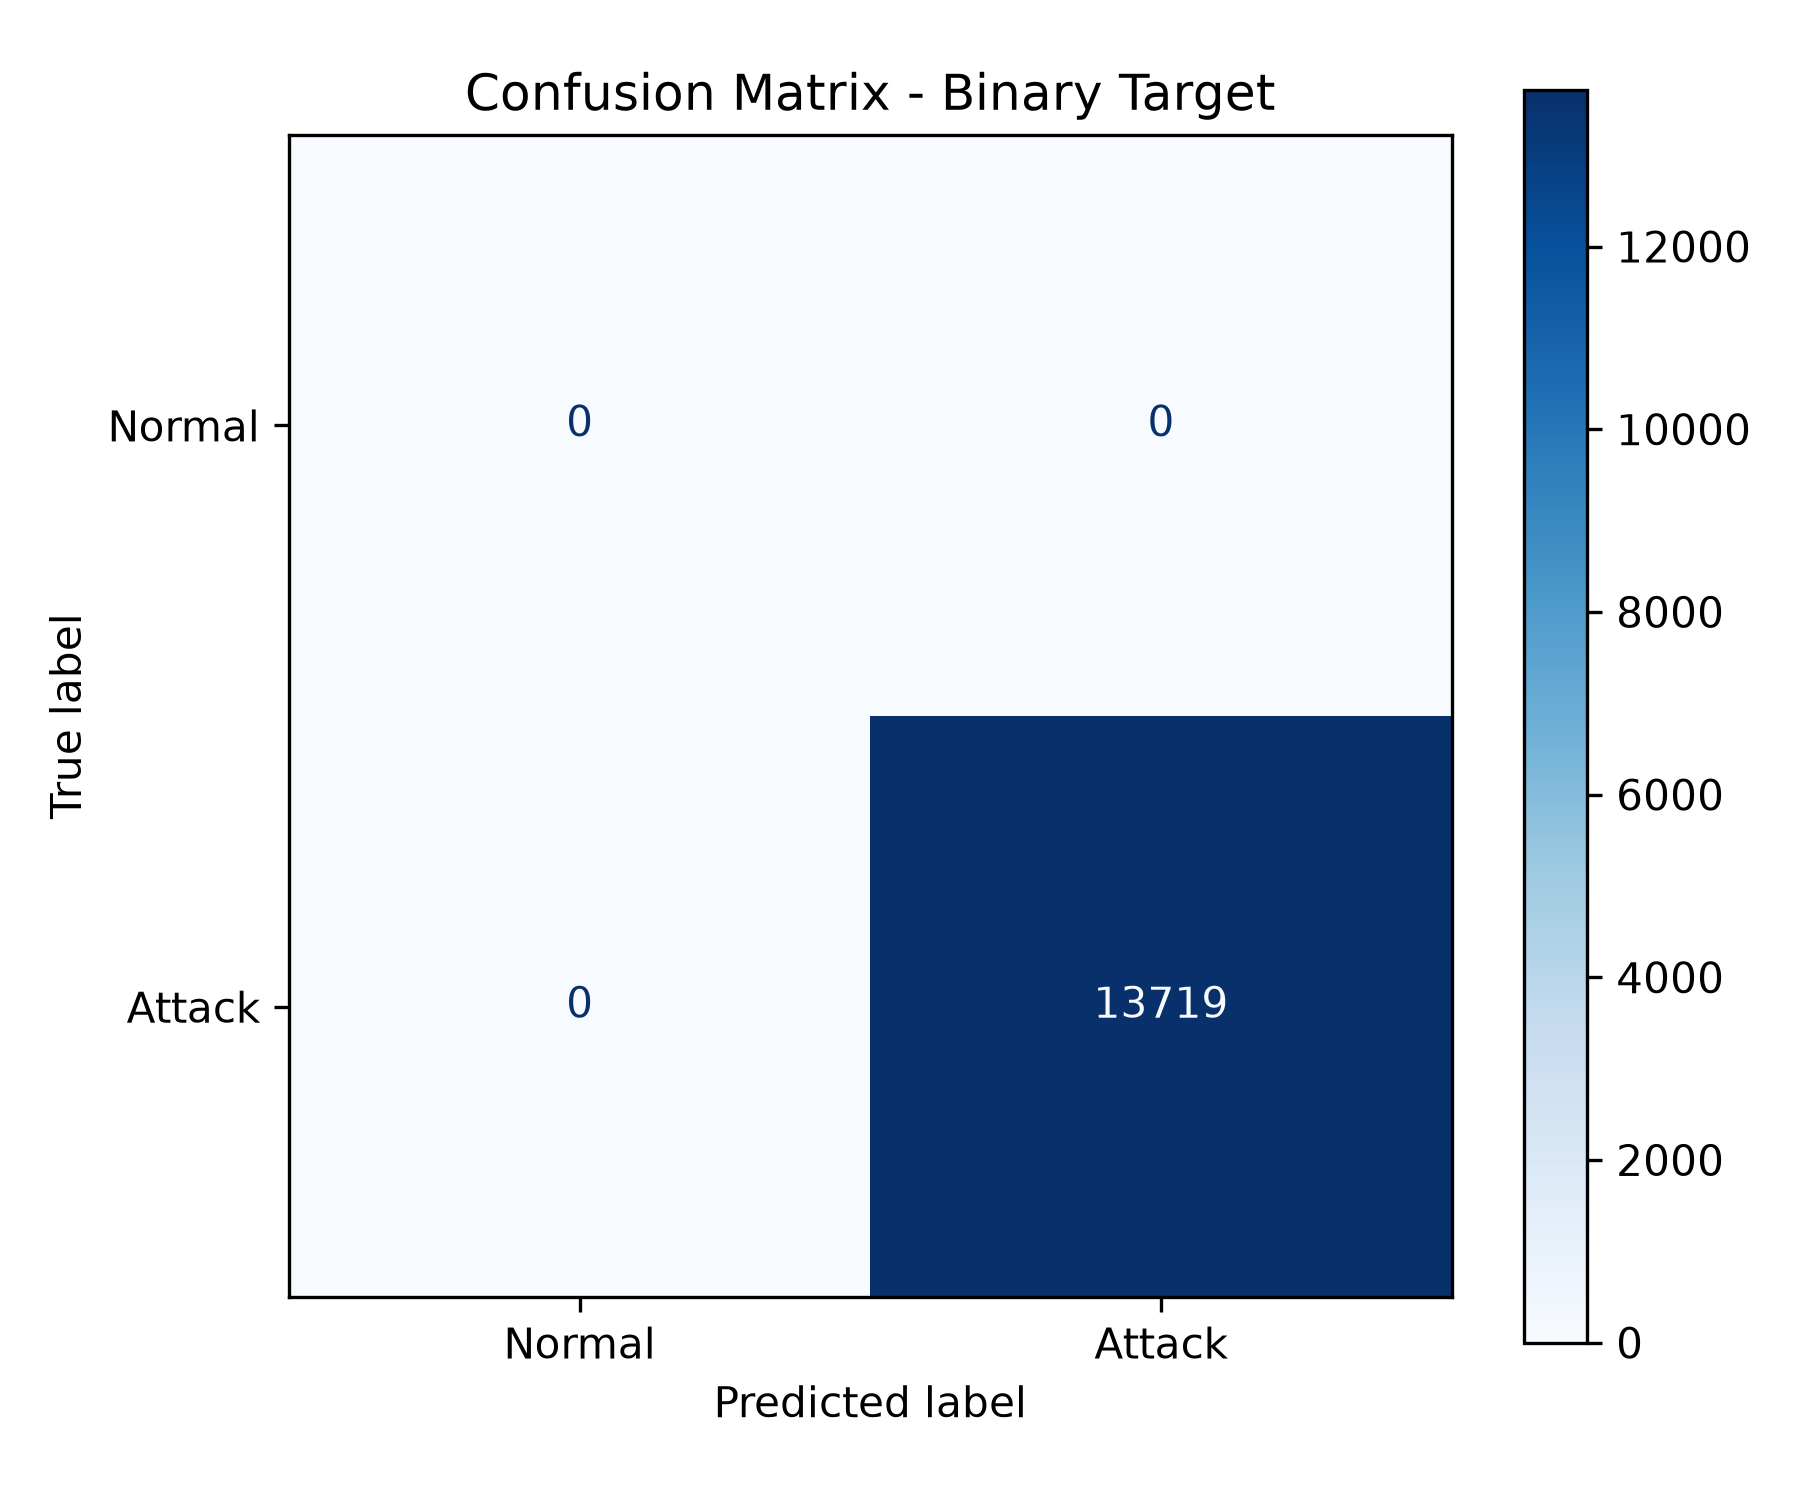 Confusion Matrix - Binary Target
12000
10000
8000
6000
4000
2000
0
True label
Normal
0
0
Attack
0
13719
Normal
Attack
Predicted label